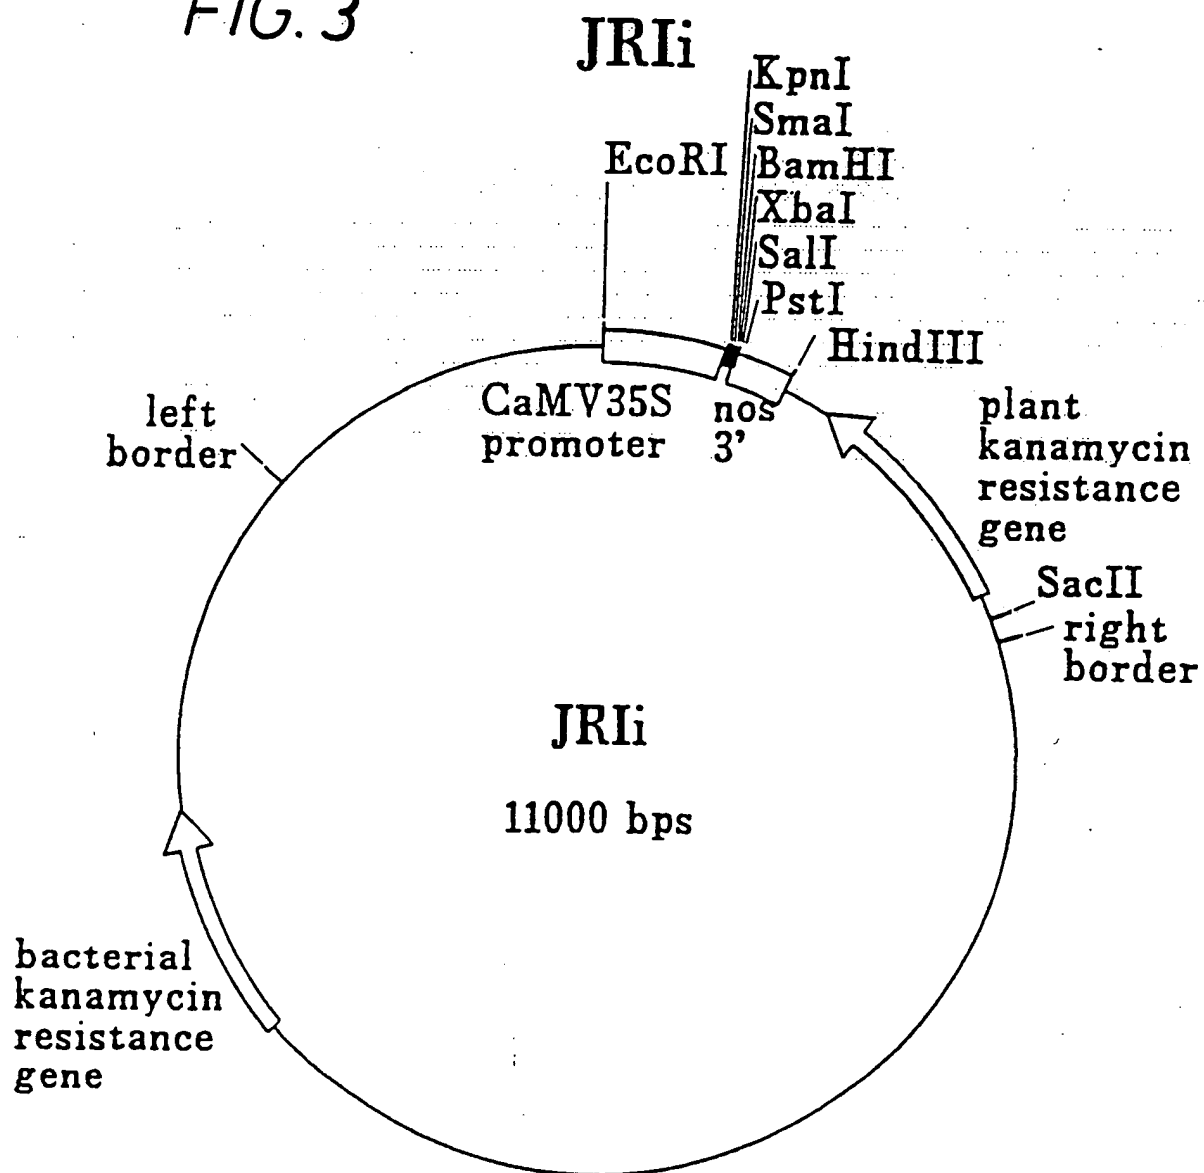 FIG. 3
JRIi
KpnI
SmaI
EcoRI
BamHI
XbaI
SalI
PstI
HindIII
CaMV35S
promoter
nos
3'
left
border
plant
kanamycin
resistance
gene
SacII
right
border
JRIi
11000 bps
bacterial
kanamycin
resistance
gene